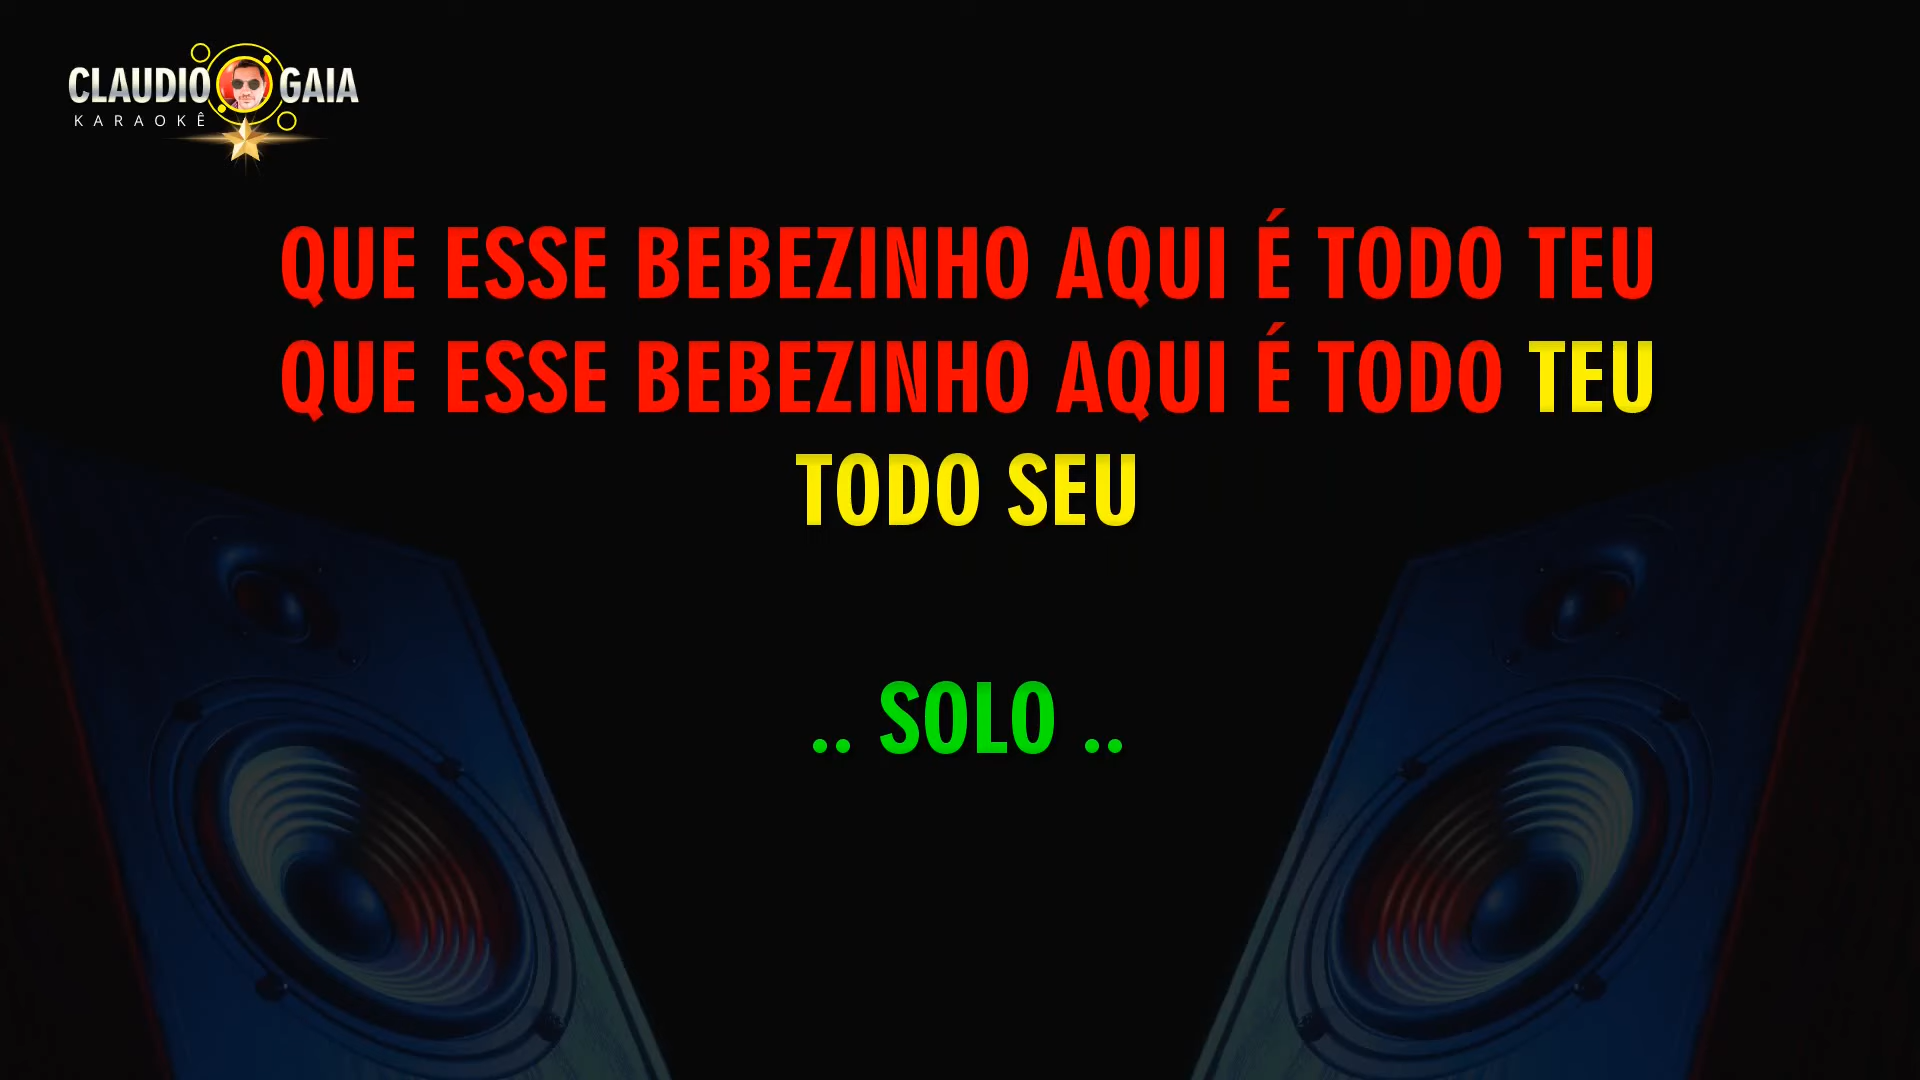 CLAUDIO GAIA
KARAOKÊ
QUE ESSE BEBEZINHO AQUI É TODO TEU
QUE ESSE BEBEZINHO AQUI É TODO TEU
TODO SEU
.. SOLO ..